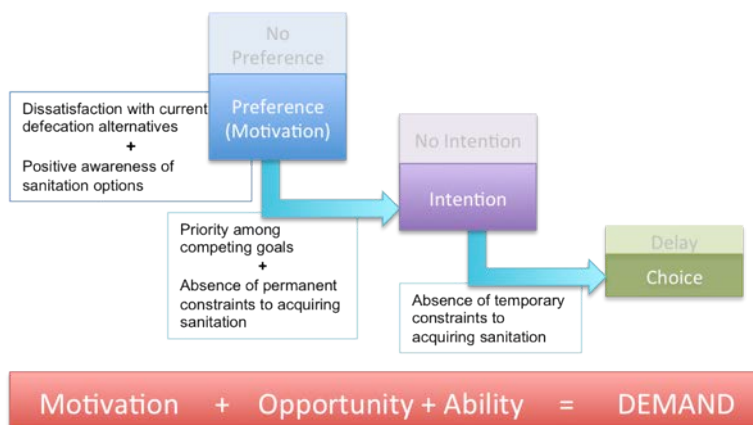 No
Preference
Preference
(Motivation)
Dissatisfaction with current
defecation alternatives
+
Positive awareness of
sanitation options
No Intention
Intention
Priority among
competing goals
+
Absence of permanent
constraints to acquiring
sanitation
Delay
Choice
Absence of temporary
constraints to
acquiring sanitation
Motivation + Opportunity + Ability = DEMAND